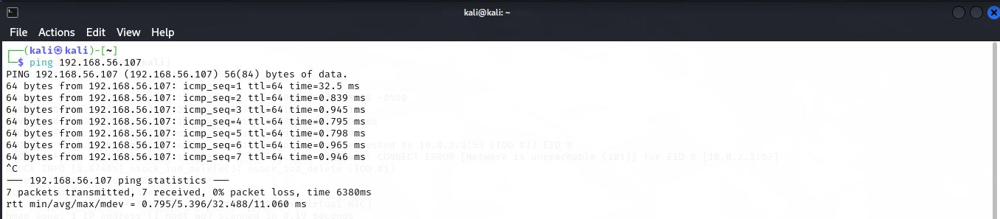 kali@kali: ~
File Actions Edit View Help
┌──(kali㉿kali)-[~]
└─$ ping 192.168.56.107
PING 192.168.56.107 (192.168.56.107) 56(84) bytes of data.
64 bytes from 192.168.56.107: icmp_seq=1 ttl=64 time=32.5 ms
64 bytes from 192.168.56.107: icmp_seq=2 ttl=64 time=0.839 ms
64 bytes from 192.168.56.107: icmp_seq=3 ttl=64 time=0.945 ms
64 bytes from 192.168.56.107: icmp_seq=4 ttl=64 time=0.795 ms
64 bytes from 192.168.56.107: icmp_seq=5 ttl=64 time=0.798 ms
64 bytes from 192.168.56.107: icmp_seq=6 ttl=64 time=0.965 ms
64 bytes from 192.168.56.107: icmp_seq=7 ttl=64 time=0.946 ms
^C
--- 192.168.56.107 ping statistics ---
7 packets transmitted, 7 received, 0% packet loss, time 6380ms
rtt min/avg/max/mdev = 0.795/5.396/32.488/11.060 ms